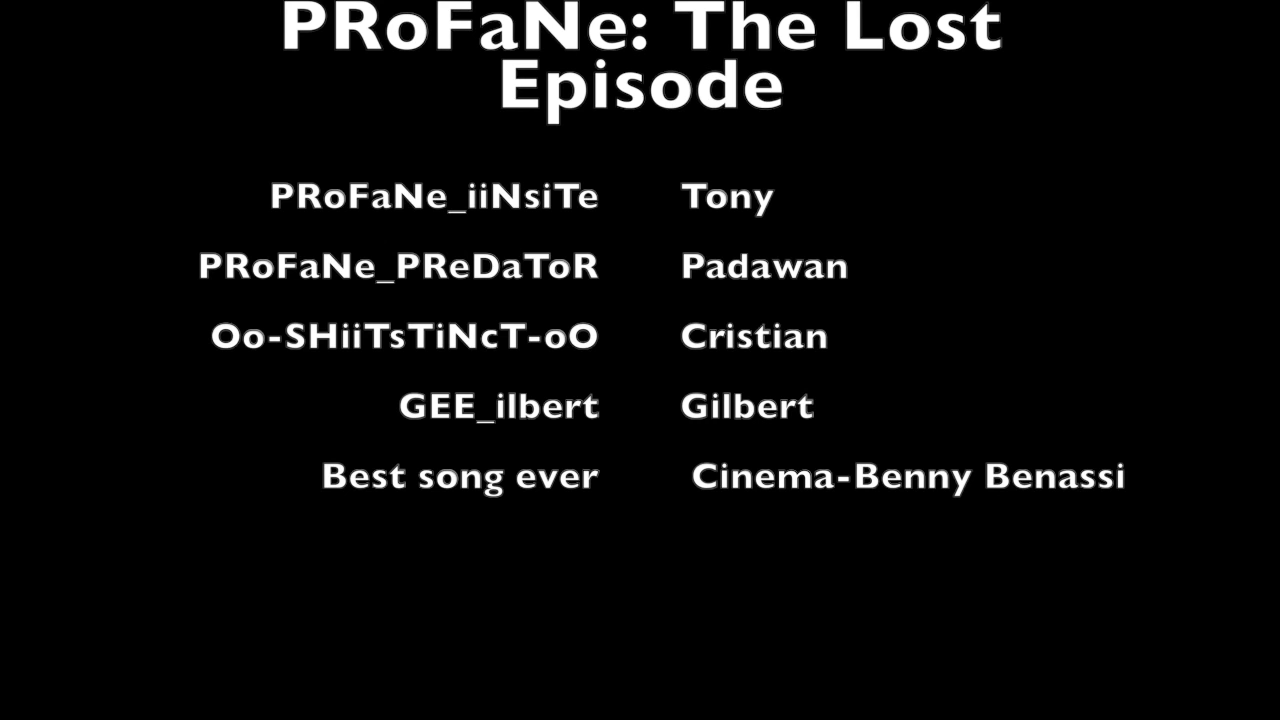 PRoFaNe: The Lost
Episode
PRoFaNe_iiNsiTe Tony
PRoFaNe_PReDaToR Padawan
Oo-SHiiTsTiNcT-oO Cristian
GEE_ilbert Gilbert
Best song ever Cinema-Benny Benassi